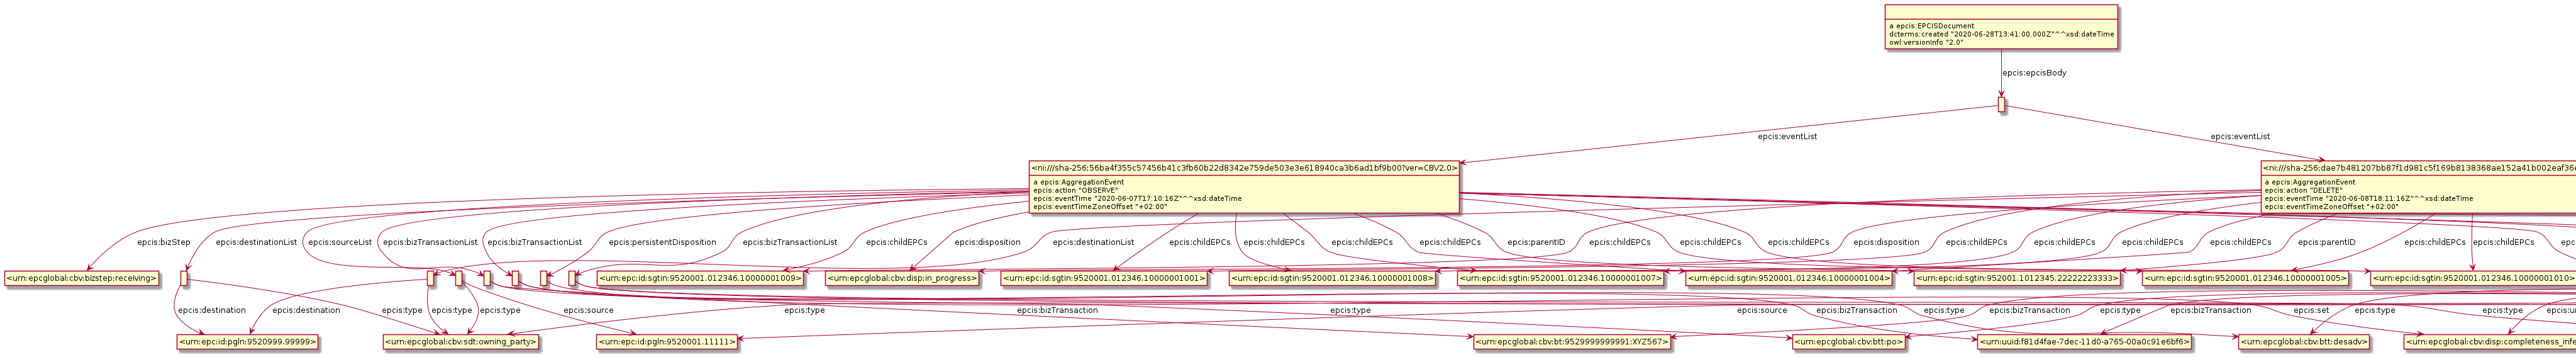 a epcis:EPCISDocument
dcterms:created "2020-06-28T13:41:00.000Z"^^xsd:dateTime
owl:versionInfo "2.0"
epcis:epcisBody
epcis:eventList
epcis:eventList
<ni:///sha-256;56ba4f355c57456b41c3fb60b22d8342e759de503e3e618940ca3b6ad1bf9b00?ver=CBV2.0>
a epcis:AggregationEvent
epcis:action "OBSERVE"
epcis:eventTime "2020-06-07T17:10:16Z"^^xsd:dateTime
epcis:eventTimeZoneOffset "+02:00"
<ni:///sha-256;dae7b481207bb87f1d981c5f169b8138368ae152a41b002eaf36e
a epcis:AggregationEvent
epcis:action "DELETE"
epcis:eventTime "2020-06-08T18:11:16Z"^^xsd:dateTime
epcis:eventTimeZoneOffset "+02:00"
epcis:bizStep
epcis:destinationList
epcis:sourceList
epcis:bizTransactionList
epcis:bizTransactionList
epcis:persistentDisposition
epcis:bizTransactionList
epcis:childEPCs
epcis:disposition
epcis:destinationList
epcis:childEPCs
epcis:childEPCs
epcis:childEPCs
epcis:childEPCs
epcis:parentID
epcis:childEPCs
epcis:childEPCs
epcis:childEPCs
epcis:disposition
epcis:childEPCs
epcis:childEPCs
epcis:childEPCs
epcis:childEPCs
epcis:parentID
epcis:childEPCs
epcis:childEPCs
epcis:childEPCs
<urn:epcglobal:cbv:bizstep:receiving>
<urn:epc:id:sgtin:9520001.012346.10000001009>
<urn:epcglobal:cbv:disp:in_progress>
<urn:epc:id:sgtin:9520001.012346.10000001001>
<urn:epc:id:sgtin:9520001.012346.10000001008>
<urn:epc:id:sgtin:9520001.012346.10000001007>
<urn:epc:id:sgtin:9520001.012346.10000001004>
<urn:epc:id:sgtin:9520001.1012345.22222223333>
<urn:epc:id:sgtin:9520001.012346.10000001005>
<urn:epc:id:sgtin:9520001.012346.10000001010>
epcis:destination
epcis:destination
epcis:type
epcis:type
epcis:type
epcis:source
epcis:type
epcis:bizTransaction
epcis:type
epcis:source
epcis:bizTransaction
epcis:type
epcis:bizTransaction
epcis:type
epcis:bizTransaction
epcis:set
epcis:type
epcis:type
<urn:epc:id:pgln:9520999.99999>
<urn:epcglobal:cbv:sdt:owning_party>
<urn:epc:id:pgln:9520001.11111>
<urn:epcglobal:cbv:bt:9529999999991:XYZ567>
<urn:epcglobal:cbv:btt:po>
<urn:uuid:f81d4fae-7dec-11d0-a765-00a0c91e6bf6>
<urn:epcglobal:cbv:btt:desadv>